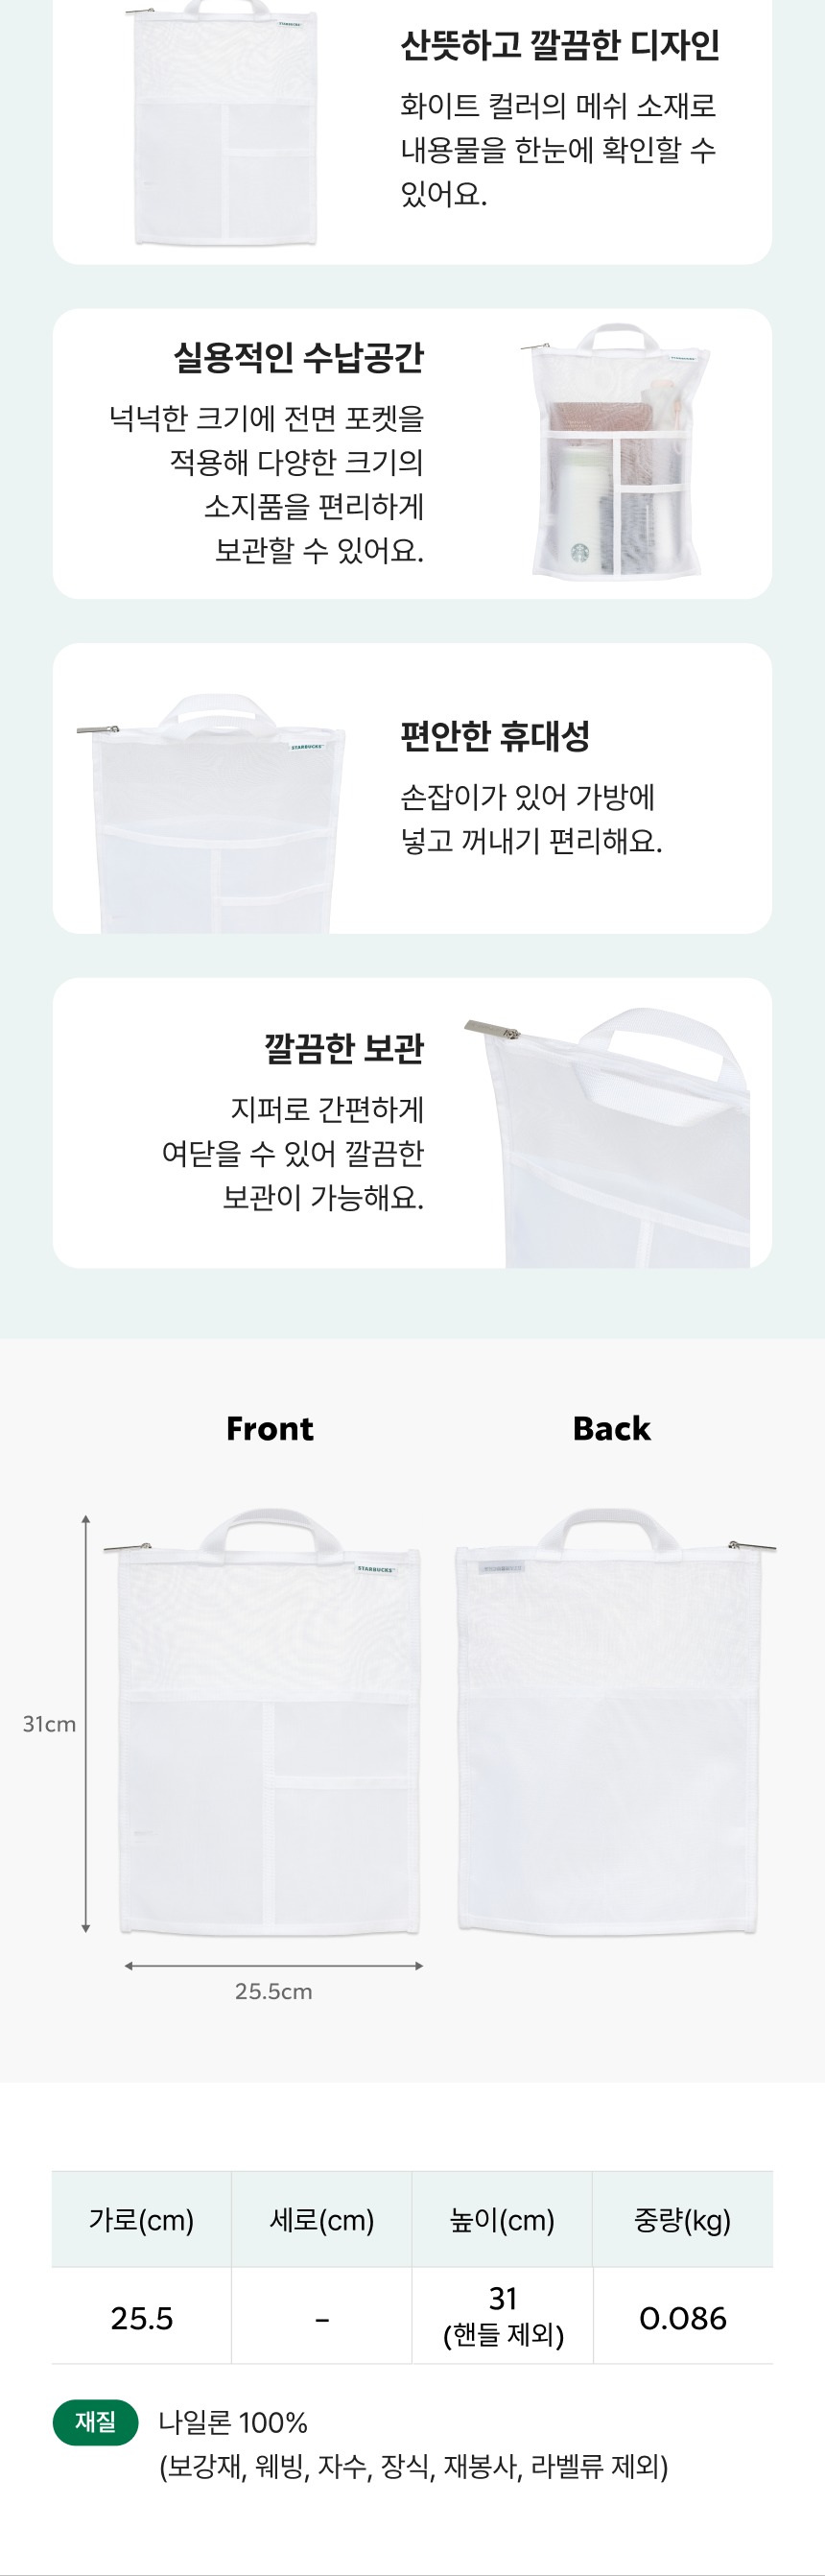 STARBUCKS
산뜻하고 깔끔한 디자인
화이트 컬러의 메쉬 소재로
내용물을 한눈에 확인할 수
있어요.
실용적인 수납공간
넉넉한 크기에 전면 포켓을
적용해 다양한 크기의
소지품을 편리하게
보관할 수 있어요.
STARBUCKS
STARBUCKS
편안한 휴대성
손잡이가 있어 가방에
넣고 꺼내기 편리해요.
깔끔한 보관
지퍼로 간편하게
여닫을 수 있어 깔끔한
보관이 가능해요.
Front
Back
STARBUCKS
31cm
25.5cm
가로(cm) 세로(cm) 높이(cm) 중량(kg)
25.5 - 31 0.086
(핸들 제외)
재질 나일론 100%
(보강재, 웨빙, 자수, 장식, 재봉사, 라벨류 제외)